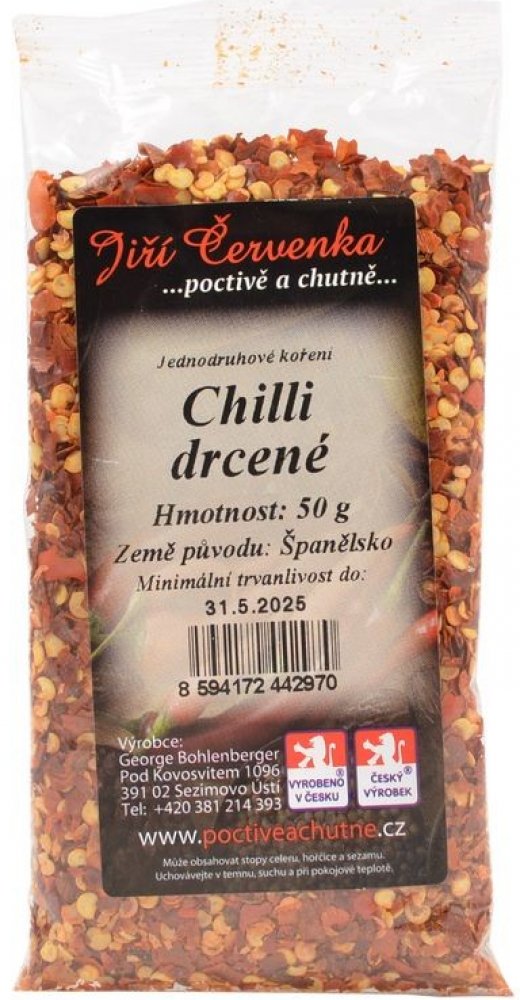 Jiří Červenka
...poctivě a chutně...
Jednodruhové koření
Chilli
drcené
Hmotnost: 50 g
Země původu: Španělsko
Minimální trvanlivost do:
31.5.2025
8 594172 442970
Výrobce:
George Bohlenberger
Pod Kovosvitem 1096
391 02 Sezimovo Ústí
Tel: +420 381 214 393
VYROBENO®
V ČESKU
ČESKÝ®
VÝROBEK
www.poctiveachutne.cz
Může obsahovat stopy celeru, hořčice a sezamu.
Uchovávejte v temnu, suchu a při pokojové teplotě.